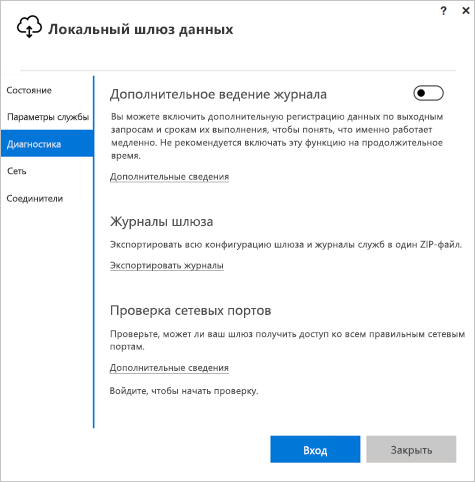 ? ×
Локальный шлюз данных
Состояние
Параметры службы
Диагностика
Сеть
Соединители
Дополнительное ведение журнала
Вы можете включить дополнительную регистрацию данных по выходным
запросам и срокам их выполнения, чтобы понять, что именно работает
медленно. Не рекомендуется включать эту функцию на продолжительное
время.
Дополнительные сведения
Журналы шлюза
Экспортировать всю конфигурацию шлюза и журналы служб в один ZIP-файл.
Экспортировать журналы
Проверка сетевых портов
Проверьте, может ли ваш шлюз получить доступ ко всем правильным сетевым
портам.
Дополнительные сведения
Войдите, чтобы начать проверку.
Вход
Закрыть